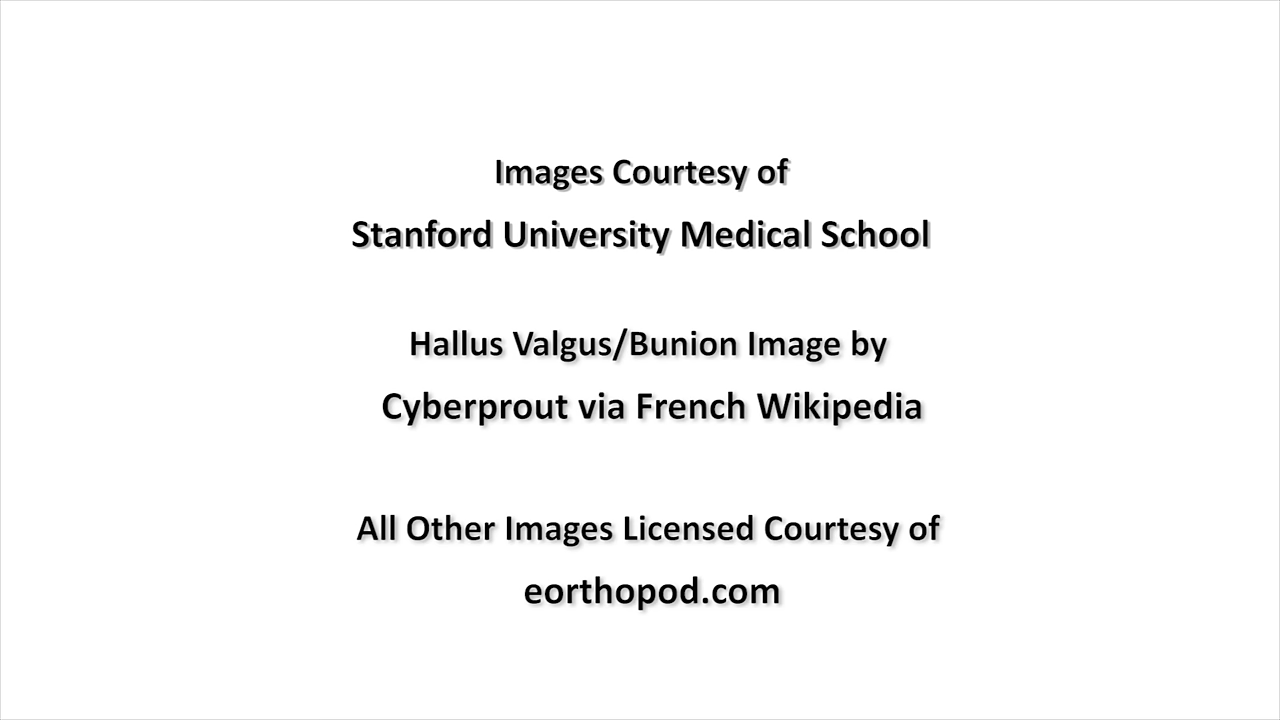 Images Courtesy of
Stanford University Medical School
Hallus Valgus/Bunion Image by
Cyberprout via French Wikipedia
All Other Images Licensed Courtesy of
eorthopod.com